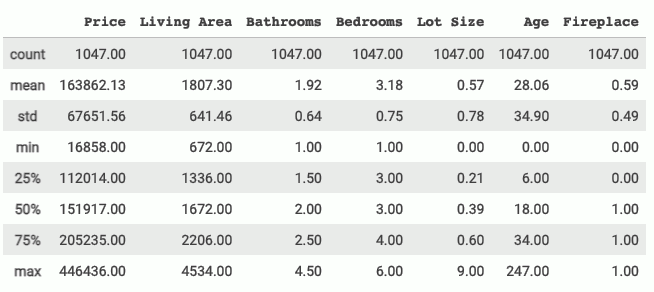 Price Living Area Bathrooms Bedrooms Lot Size Age Fireplace
count 1047.00 1047.00 1047.00 1047.00 1047.00 1047.00 1047.00
mean 163862.13 1807.30 1.92 3.18 0.57 28.06 0.59
std 67651.56 641.46 0.64 0.75 0.78 34.90 0.49
min 16858.00 672.00 1.00 1.00 0.00 0.00 0.00
25% 112014.00 1336.00 1.50 3.00 0.21 6.00 0.00
50% 151917.00 1672.00 2.00 3.00 0.39 18.00 1.00
75% 205235.00 2206.00 2.50 4.00 0.60 34.00 1.00
max 446436.00 4534.00 4.50 6.00 9.00 247.00 1.00